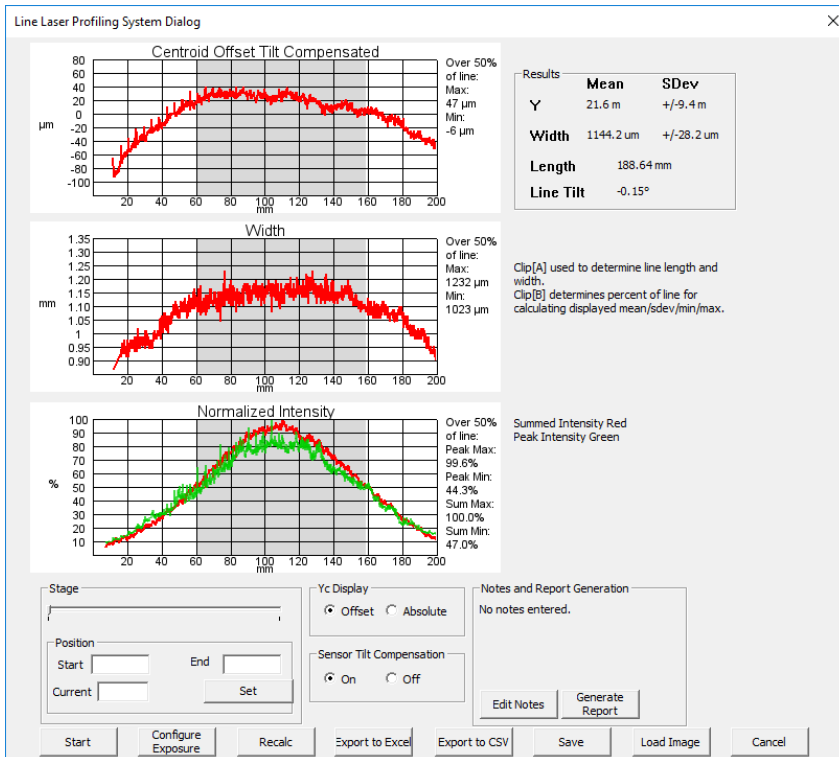 Line Laser Profiling System Dialog
Centroid Offset Tilt Compensated
80
60
40
20
0
-20
-40
-60
-80
-100
µm
20 40 60 80 100 120 140 160 180 200
mm
Over 50%
of line:
Max:
47 µm
Min:
-6 µm
Width
1.35
1.30
1.25
1.20
1.15
1.10
1.05
1
0.95
0.90
mm
20 40 60 80 100 120 140 160 180 200
mm
Over 50%
of line:
Max:
1232 µm
Min:
1023 µm
Normalized Intensity
100
90
80
70
60
50
40
30
20
10
%
20 40 60 80 100 120 140 160 180 200
mm
Over 50%
of line:
Peak Max:
99.6%
Peak Min:
44.3%
Sum Max:
100.0%
Sum Min:
47.0%
Results
Mean SDev
Y 21.6 m +/-9.4 m
Width 1144.2 um +/-28.2 um
Length 188.64 mm
Line Tilt -0.15°
Clip[A] used to determine line length and
width.
Clip[B] determines percent of line for
calculating displayed mean/sdev/min/max.
Summed Intensity Red
Peak Intensity Green
Stage
Position
Start End
Current Set
Yc Display
Offset Absolute
Sensor Tilt Compensation
On Off
Notes and Report Generation
No notes entered.
Edit Notes
Generate
Report
Start
Configure
Exposure
Recalc
Export to Excel
Export to CSV
Save
Load Image
Cancel